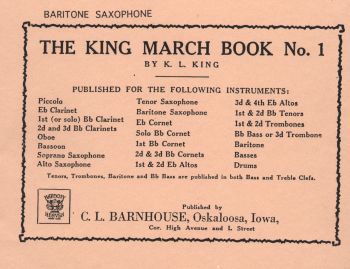 BARITONE SAXOPHONE
THE KING MARCH BOOK No. 1
BY K. L. KING
PUBLISHED FOR THE FOLLOWING INSTRUMENTS:
Piccolo
Eb Clarinet
1st (or solo) Bb Clarinet
2d and 3d Bb Clarinets
Oboe
Bassoon
Soprano Saxophone
Alto Saxophone
Tenor Saxophone
Baritone Saxophone
Eb Cornet
Solo Bb Cornet
1st Bb Cornet
2d & 3d Bb Cornets
1st & 2d Eb Altos
3d & 4th Eb Altos
1st & 2d Bb Tenors
1st & 2d Trombones
Bb Bass or 3d Trombone
Baritone
Basses
Drums
Tenors, Trombones, Baritone and Bb Bass are published in both Bass and Treble Clefs.
Published by
C. L. BARNHOUSE, Oskaloosa, Iowa,
Cor. High Avenue and L Street